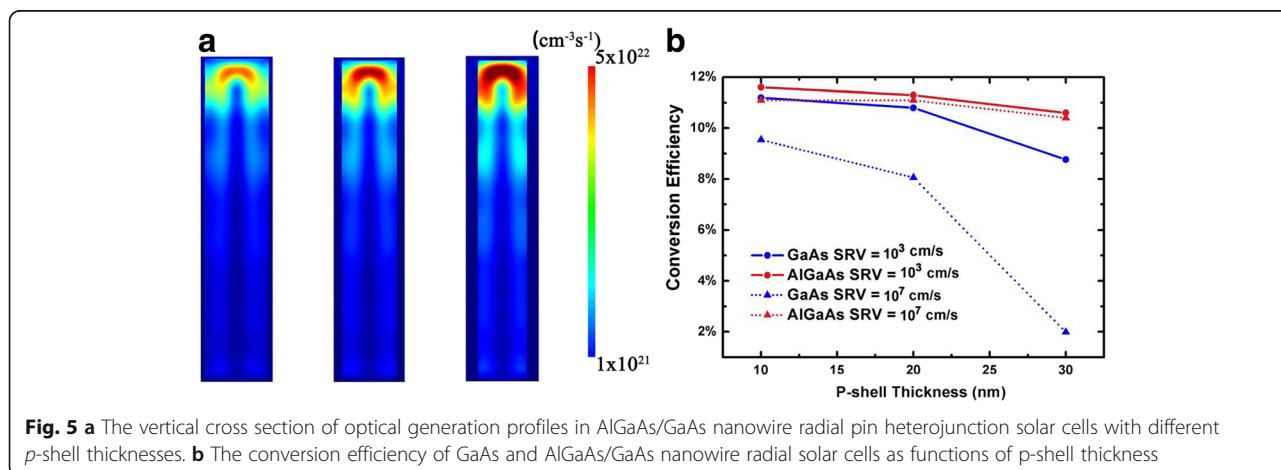 a
(cm⁻³s⁻¹)
5x10²²
1x10²¹
b
12%
10%
8%
6%
4%
2%
Conversion Efficiency
GaAs SRV = 10³ cm/s
AlGaAs SRV = 10³ cm/s
GaAs SRV = 10⁷ cm/s
AlGaAs SRV = 10⁷ cm/s
10 15 20 25 30
P-shell Thickness (nm)
Fig. 5 a The vertical cross section of optical generation profiles in AlGaAs/GaAs nanowire radial pin heterojunction solar cells with different
p-shell thicknesses. b The conversion efficiency of GaAs and AlGaAs/GaAs nanowire radial solar cells as functions of p-shell thickness